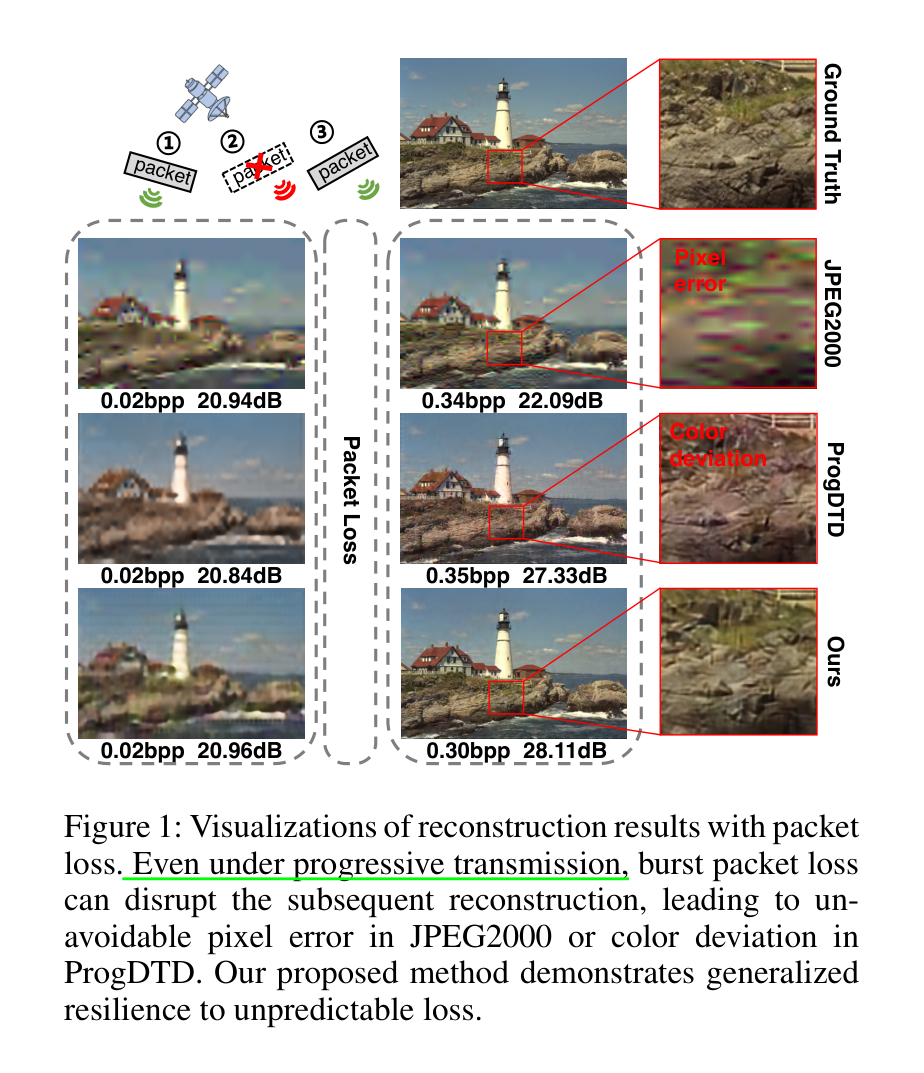 ① ② ③
packet packet packet
Ground Truth
Pixel
error
JPEG2000
0.02bpp 20.94dB
0.34bpp 22.09dB
Packet Loss
Color
deviation
ProgDTD
0.02bpp 20.84dB
0.35bpp 27.33dB
Ours
0.02bpp 20.96dB
0.30bpp 28.11dB
Figure 1: Visualizations of reconstruction results with packet
loss. Even under progressive transmission, burst packet loss
can disrupt the subsequent reconstruction, leading to un-
avoidable pixel error in JPEG2000 or color deviation in
ProgDTD. Our proposed method demonstrates generalized
resilience to unpredictable loss.